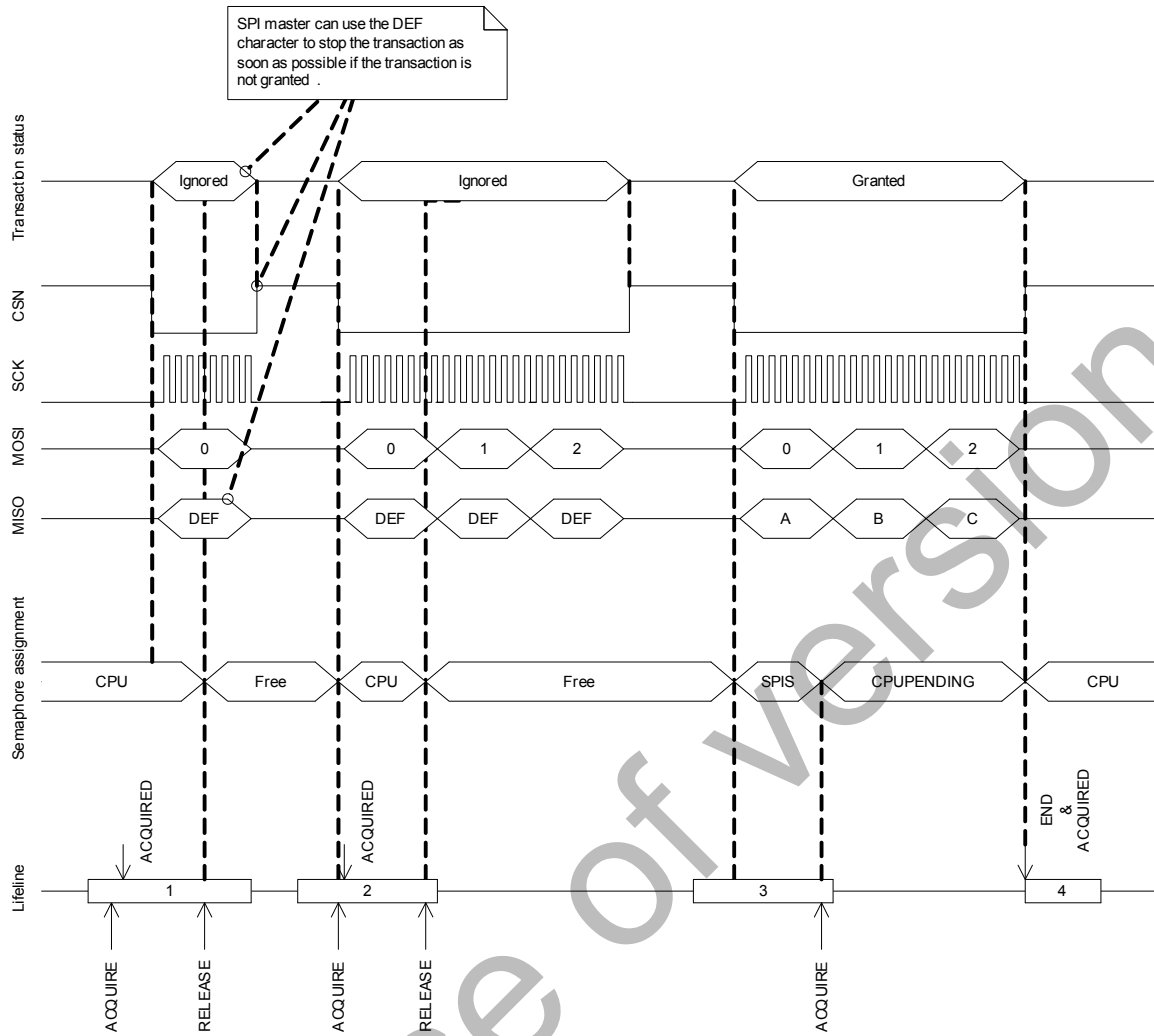 SPI master can use the DEF
character to stop the transaction as
soon as possible if the transaction is
not granted .
Transaction status
Ignored
Ignored
Granted
CSN
SCK
MOSI
0
0
1
2
0
1
2
MISO
DEF
DEF
DEF
DEF
A
B
C
Semaphore assignment
CPU
Free
CPU
Free
SPIS
CPUPENDING
CPU
ACQUIRED
ACQUIRED
END
&
ACQUIRED
Lifeline
1
2
3
4
ACQUIRE
RELEASE
ACQUIRE
RELEASE
ACQUIRE
e of version